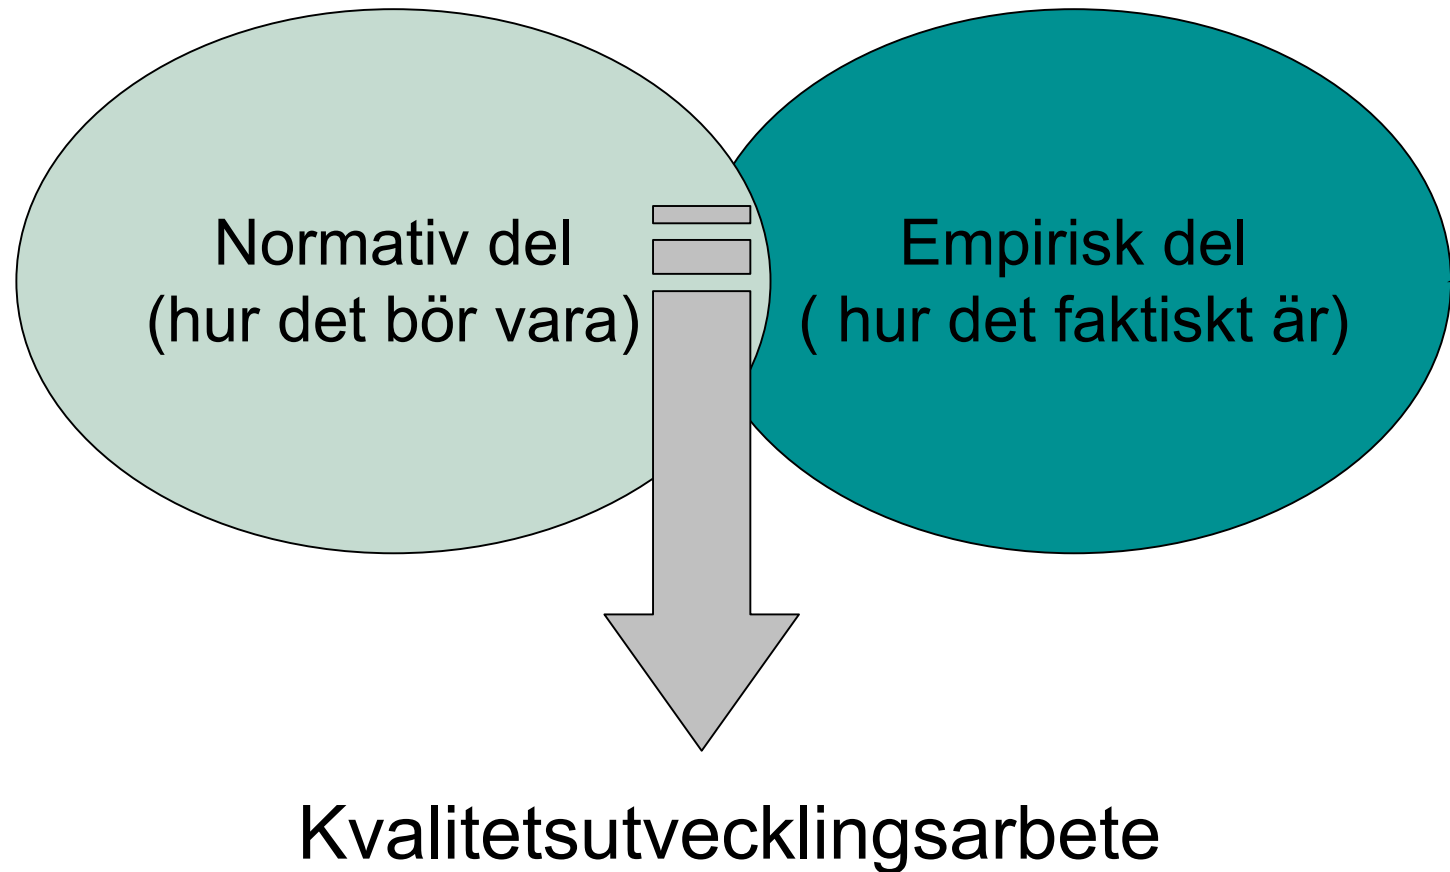 Normativ del
(hur det bör vara)
Empirisk del
( hur det faktiskt är)
Kvalitetsutvecklingsarbete